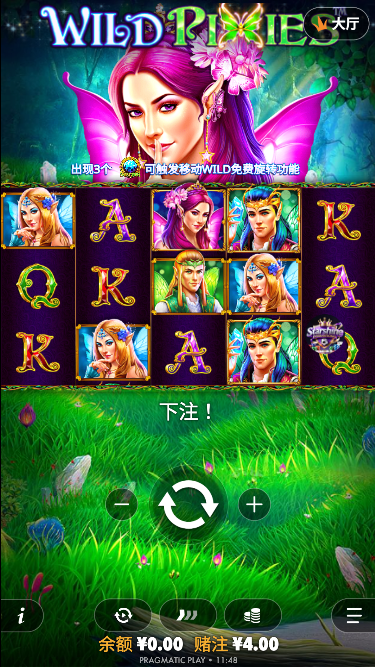 WILD PIXIES™
大厅
出现3个 可触发移动WILD免费旋转功能
A K
Q K A
K A Q
Starshine
下注！
余额 ¥0.00 赌注 ¥4.00
PRAGMATIC PLAY • 11:48